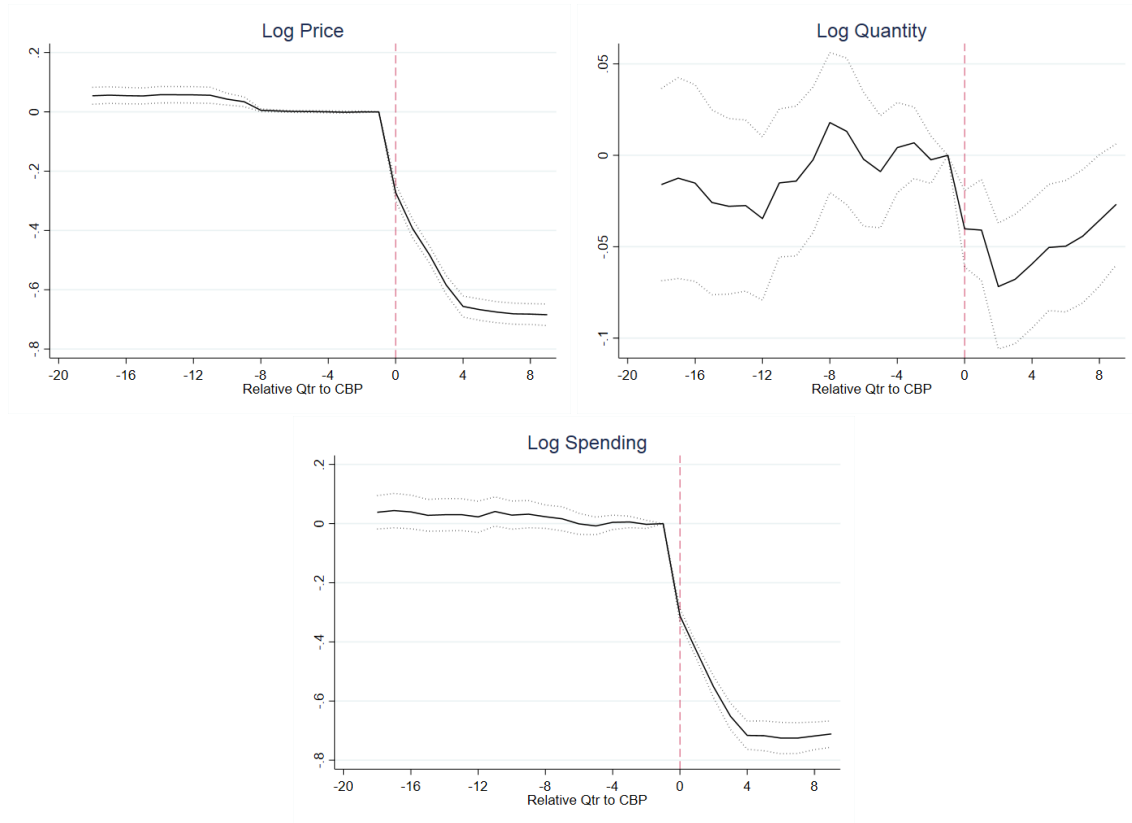 Log Price
.2
0
-.2
-.4
-.6
-.8
-20 -16 -12 -8 -4 0 4 8
Relative Qtr to CBP
Log Quantity
.05
0
-.05
-.1
-20 -16 -12 -8 -4 0 4 8
Relative Qtr to CBP
Log Spending
.2
0
-.2
-.4
-.6
-.8
-20 -16 -12 -8 -4 0 4 8
Relative Qtr to CBP